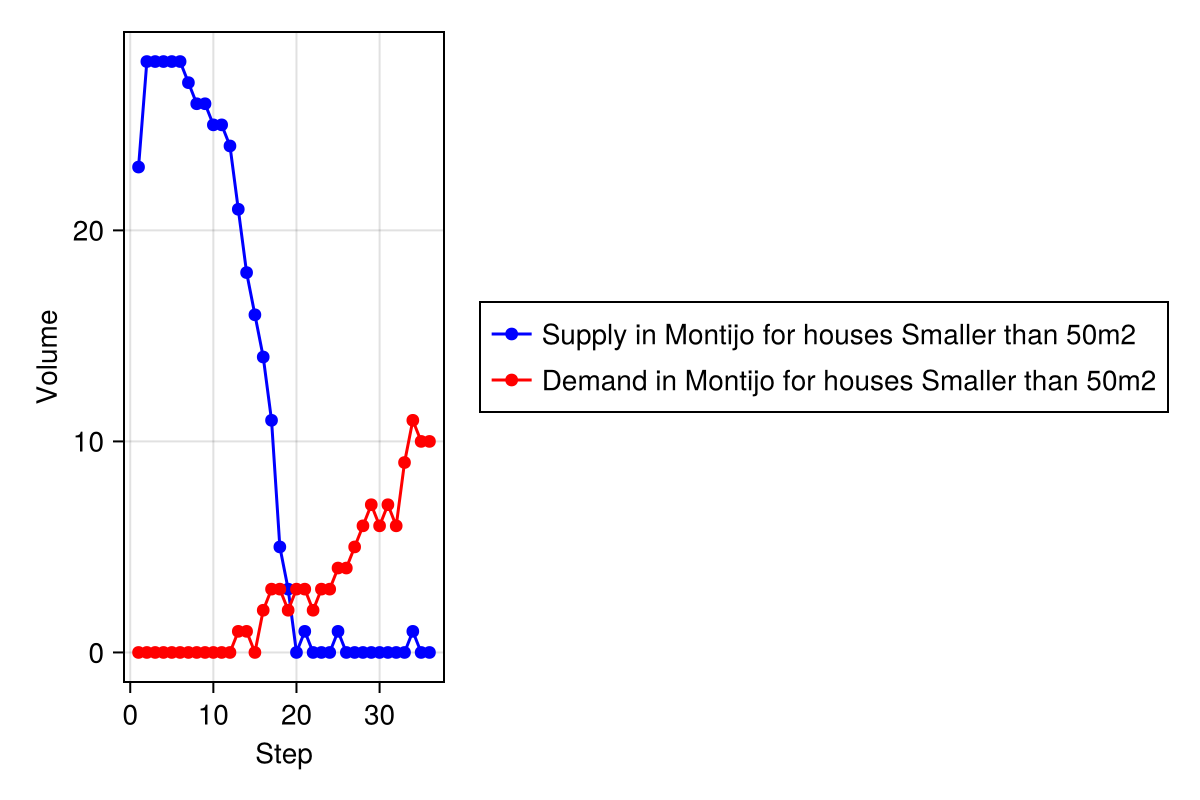 20
10
0
Volume
0 10 20 30
Step
Supply in Montijo for houses Smaller than 50m2
Demand in Montijo for houses Smaller than 50m2